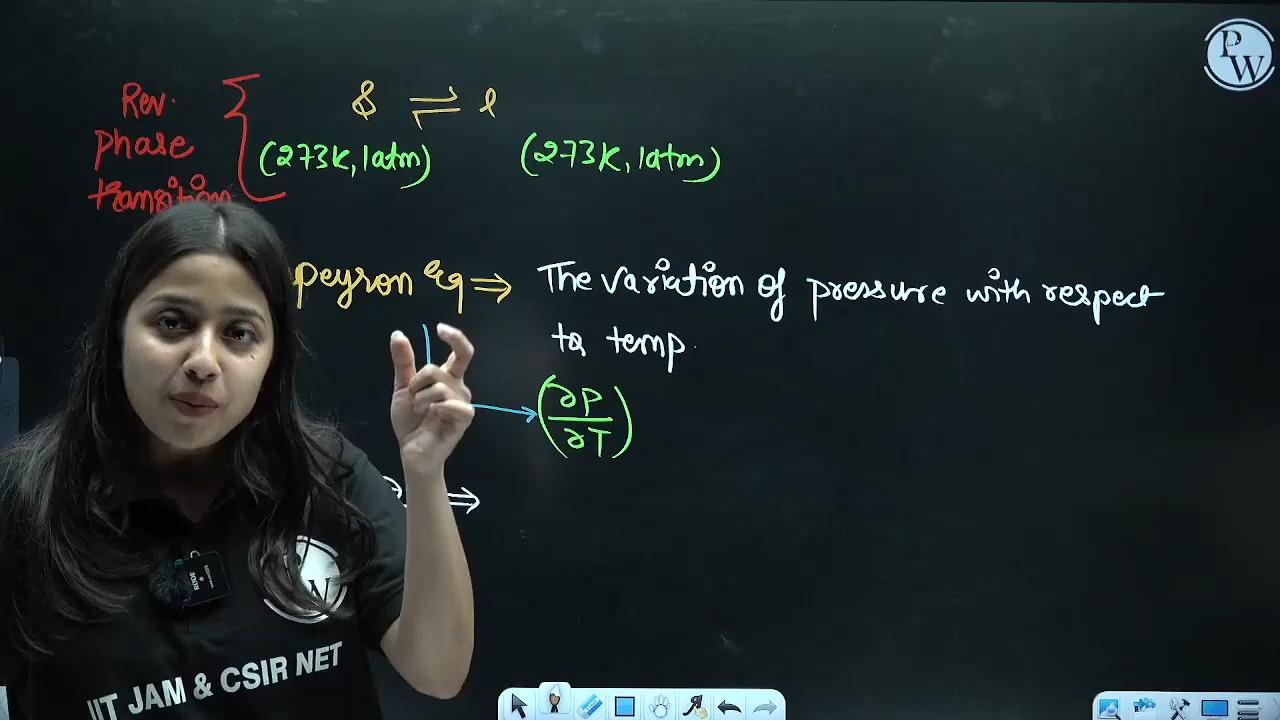 PW
Rev. S ⇌ l
phase (273K, 1atm) (273K, 1atm)
transition
peyron Eq ⇒ The variation of pressure with respect
to temp.
(∂P/∂T)
⇒
RODE
W
IIT JAM & CSIR NET